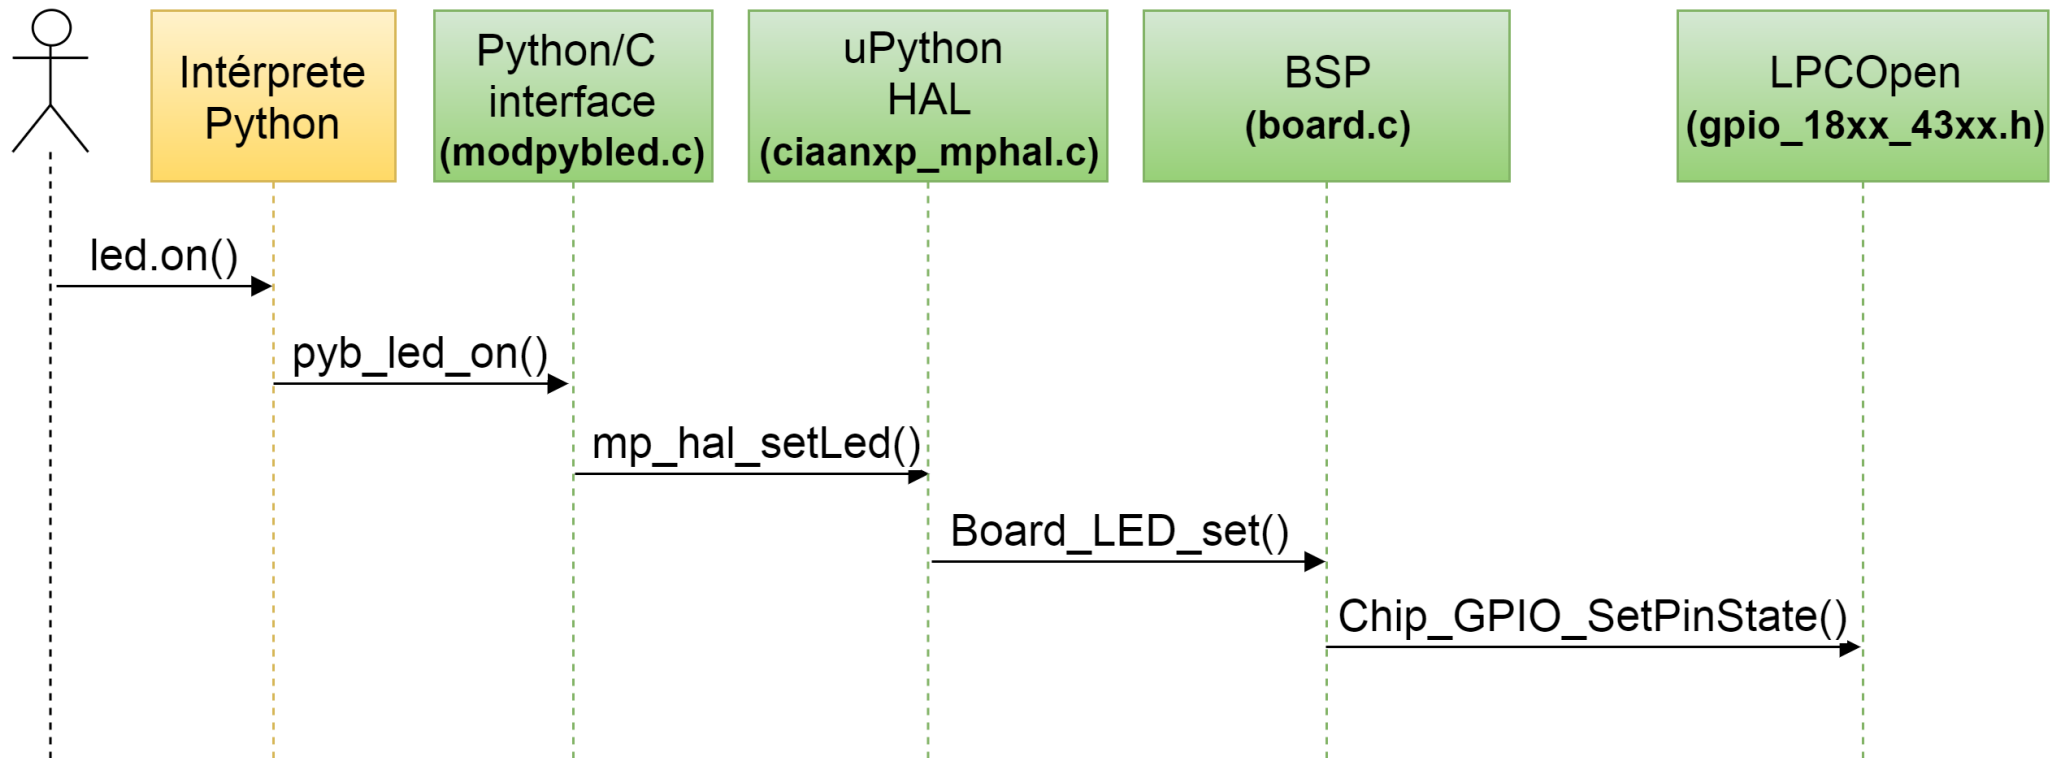 Intérprete
Python
Python/C
interface
(modpybled.c)
uPython
HAL
(ciaanxp_mphal.c)
BSP
(board.c)
LPCOpen
(gpio_18xx_43xx.h)
led.on()
pyb_led_on()
mp_hal_setLed()
Board_LED_set()
Chip_GPIO_SetPinState()